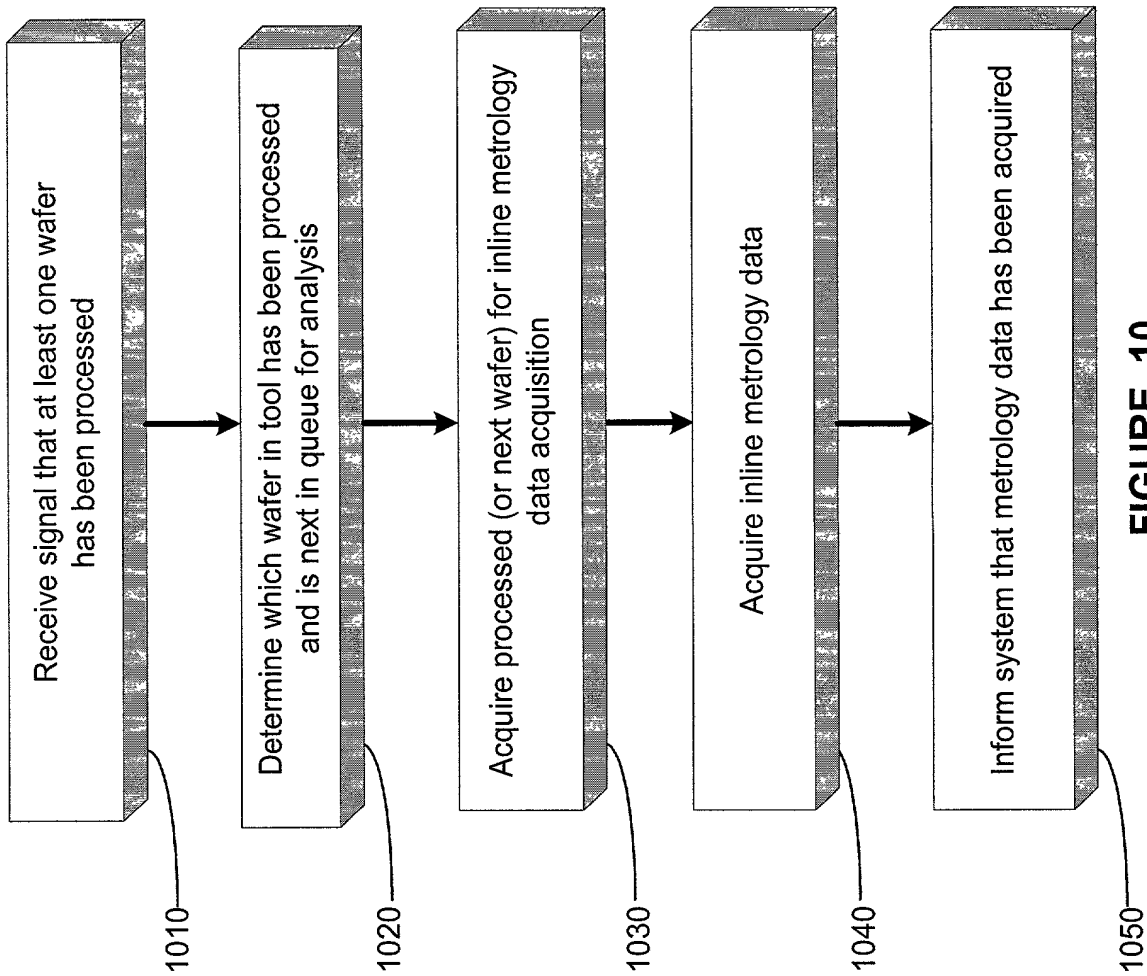 Receive signal that at least one wafer
has been processed
1010
Determine which wafer in tool has been processed
and is next in queue for analysis
1020
Acquire processed (or next wafer) for inline metrology
data acquisition
1030
Acquire inline metrology data
1040
Inform system that metrology data has been acquired
1050
FIGURE 10